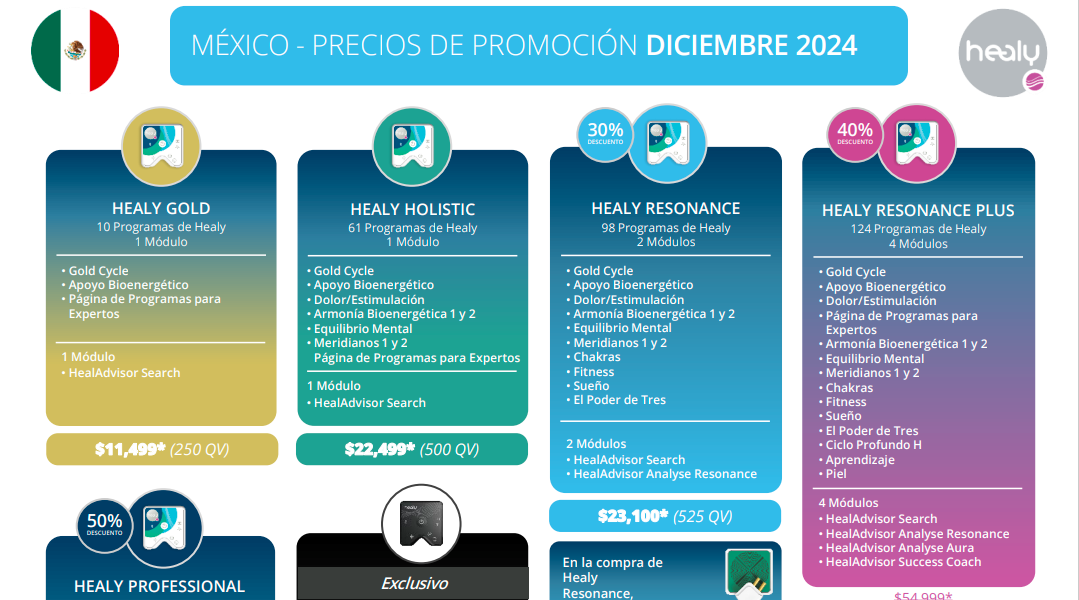 MÉXICO - PRECIOS DE PROMOCIÓN DICIEMBRE 2024
healy
HEALY GOLD
10 Programas de Healy
1 Módulo
• Gold Cycle
• Apoyo Bioenergético
• Página de Programas para
Expertos
1 Módulo
• HealAdvisor Search
$11,499* (250 QV)
HEALY HOLISTIC
61 Programas de Healy
1 Módulo
• Gold Cycle
• Apoyo Bioenergético
• Dolor/Estimulación
• Armonía Bioenergética 1 y 2
• Equilibrio Mental
• Meridianos 1 y 2
Página de Programas para Expertos
1 Módulo
• HealAdvisor Search
$22,499* (500 QV)
30%
DESCUENTO
HEALY RESONANCE
98 Programas de Healy
2 Módulos
• Gold Cycle
• Apoyo Bioenergético
• Dolor/Estimulación
• Armonía Bioenergética 1 y 2
• Equilibrio Mental
• Meridianos 1 y 2
• Chakras
• Fitness
• Sueño
• El Poder de Tres
2 Módulos
• HealAdvisor Search
• HealAdvisor Analyse Resonance
$23,100* (525 QV)
40%
DESCUENTO
HEALY RESONANCE PLUS
124 Programas de Healy
4 Módulos
• Gold Cycle
• Apoyo Bioenergético
• Dolor/Estimulación
• Página de Programas para
Expertos
• Armonía Bioenergética 1 y 2
• Equilibrio Mental
• Meridianos 1 y 2
• Chakras
• Fitness
• Sueño
• El Poder de Tres
• Ciclo Profundo H
• Aprendizaje
• Piel
4 Módulos
• HealAdvisor Search
• HealAdvisor Analyse Resonance
• HealAdvisor Analyse Aura
• HealAdvisor Success Coach
$54,999*
50%
DESCUENTO
HEALY PROFESSIONAL
healy
Exclusivo
En la compra de
Healy
Resonance,